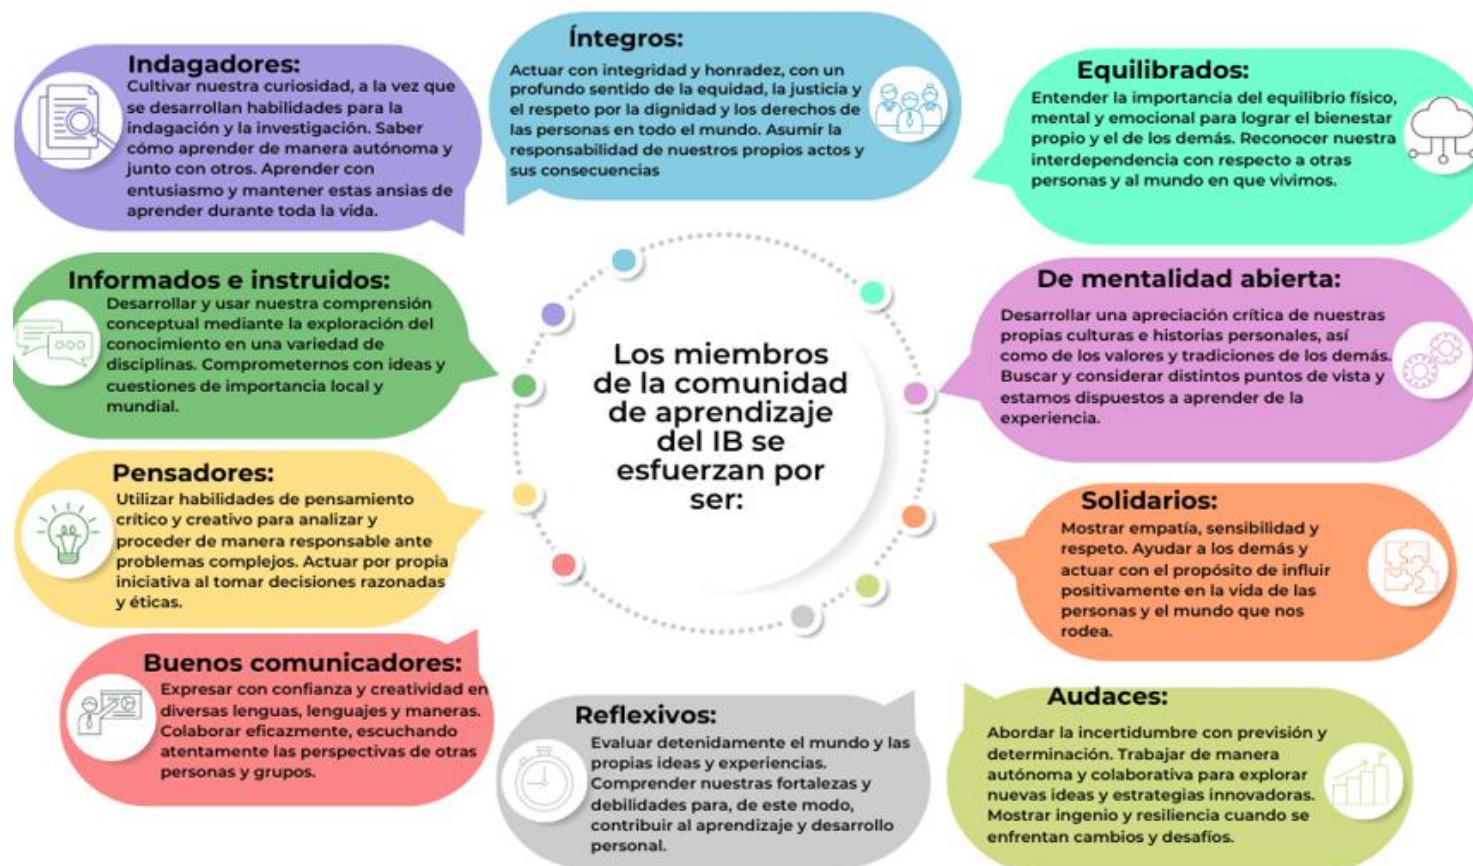 Indagadores:
Cultivar nuestra curiosidad, a la vez que
se desarrollan habilidades para la
indagación y la investigación. Saber
cómo aprender de manera autónoma y
junto con otros. Aprender con
entusiasmo y mantener estas ansias de
aprender durante toda la vida.
Íntegros:
Actuar con integridad y honradez, con un
profundo sentido de la equidad, la justicia y
el respeto por la dignidad y los derechos de
las personas en todo el mundo. Asumir la
responsabilidad de nuestros propios actos y
sus consecuencias
Equilibrados:
Entender la importancia del equilibrio físico,
mental y emocional para lograr el bienestar
propio y el de los demás. Reconocer nuestra
interdependencia con respecto a otras
personas y al mundo en que vivimos.
Informados e instruidos:
Desarrollar y usar nuestra comprensión
conceptual mediante la exploración del
conocimiento en una variedad de
disciplinas. Comprometernos con ideas y
cuestiones de importancia local y
mundial.
Los miembros
de la comunidad
de aprendizaje
del IB se
esfuerzan por
ser:
De mentalidad abierta:
Desarrollar una apreciación crítica de nuestras
propias culturas e historias personales, así
como de los valores y tradiciones de los demás.
Buscar y considerar distintos puntos de vista y
estamos dispuestos a aprender de la
experiencia.
Pensadores:
Utilizar habilidades de pensamiento
crítico y creativo para analizar y
proceder de manera responsable ante
problemas complejos. Actuar por propia
iniciativa al tomar decisiones razonadas
y éticas.
Solidarios:
Mostrar empatía, sensibilidad y
respeto. Ayudar a los demás y
actuar con el propósito de influir
positivamente en la vida de las
personas y el mundo que nos
rodea.
Buenos comunicadores:
Expresar con confianza y creatividad en
diversas lenguas, lenguajes y maneras.
Colaborar eficazmente, escuchando
atentamente las perspectivas de otras
personas y grupos.
Reflexivos:
Evaluar detenidamente el mundo y las
propias ideas y experiencias.
Comprender nuestras fortalezas y
debilidades para, de este modo,
contribuir al aprendizaje y desarrollo
personal.
Audaces:
Abordar la incertidumbre con previsión y
determinación. Trabajar de manera
autónoma y colaborativa para explorar
nuevas ideas y estrategias innovadoras.
Mostrar ingenio y resiliencia cuando se
enfrentan cambios y desafíos.